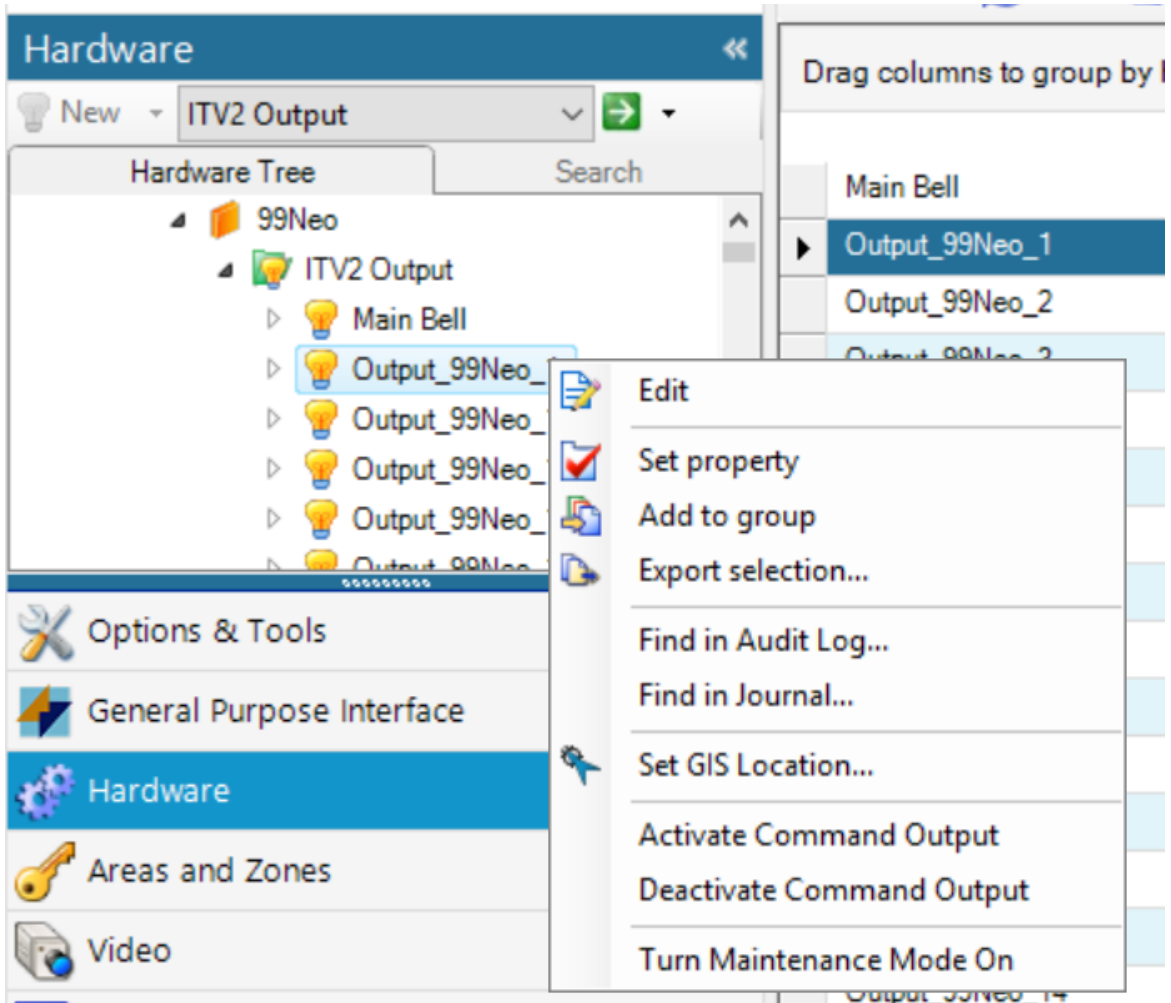 Hardware
New
ITV2 Output
Hardware Tree
Search
99Neo
ITV2 Output
Main Bell
Output_99Neo_
Output_99Neo_
Output_99Neo_
Output_99Neo_
Output_99Neo
Options & Tools
General Purpose Interface
Hardware
Areas and Zones
Video
Drag columns to group by
Main Bell
Output_99Neo_1
Output_99Neo_2
Output_99Neo_3
Edit
Set property
Add to group
Export selection...
Find in Audit Log...
Find in Journal...
Set GIS Location...
Activate Command Output
Deactivate Command Output
Turn Maintenance Mode On
Output_99Neo_14